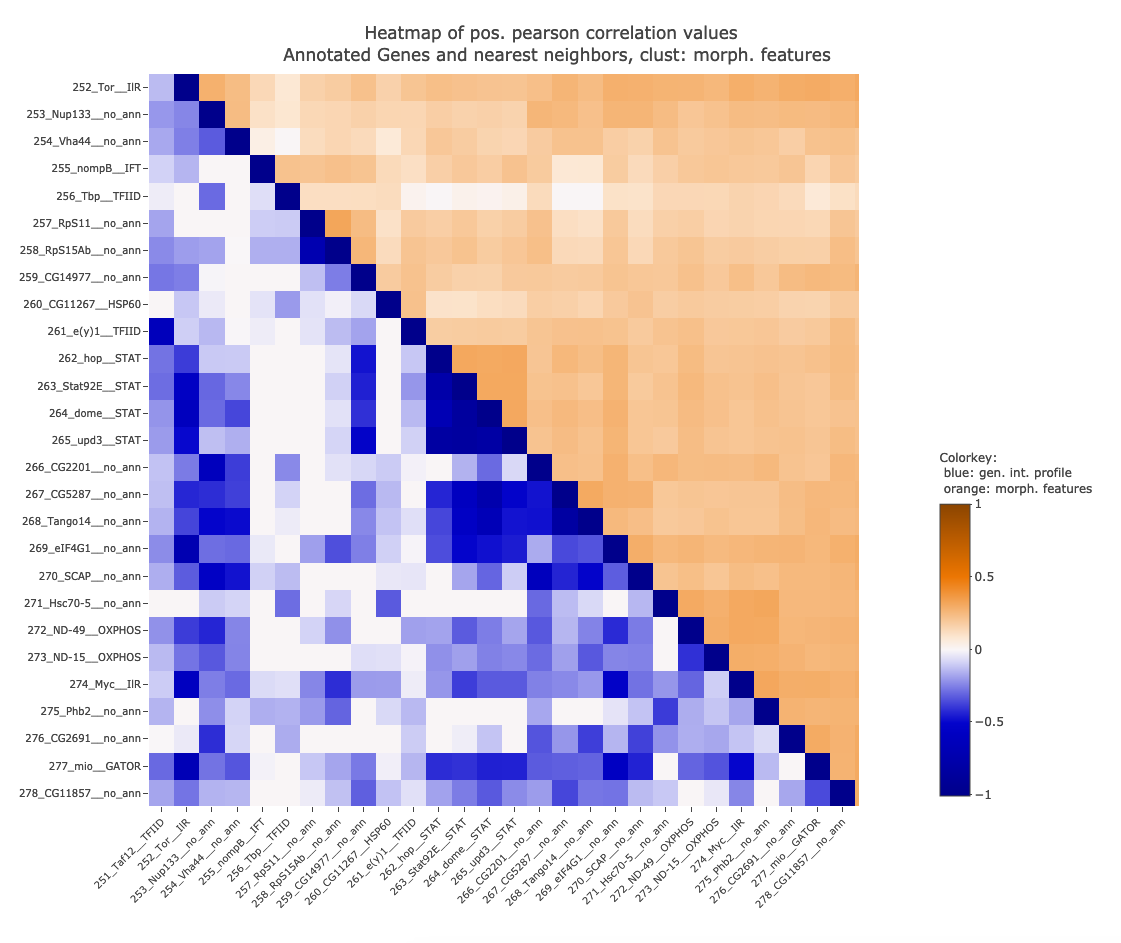 Heatmap of pos. pearson correlation values
Annotated Genes and nearest neighbors, clust: morph. features
252_Tor__IIR
253_Nup133__no_ann
254_Vha44__no_ann
255_nompB__IFT
256_Tbp__TFIID
257_RpS11__no_ann
258_RpS15Ab__no_ann
259_CG14977__no_ann
260_CG11267__HSP60
261_e(y)1__TFIID
262_hop__STAT
263_Stat92E__STAT
264_dome__STAT
265_upd3__STAT
266_CG2201__no_ann
267_CG5287__no_ann
268_Tango14__no_ann
269_eIF4G1__no_ann
270_SCAP__no_ann
271_Hsc70-5__no_ann
272_ND-49__OXPHOS
273_ND-15__OXPHOS
274_Myc__IIR
275_Phb2__no_ann
276_CG2691__no_ann
277_mio__GATOR
278_CG11857__no_ann
251_Taf12__TFIID
252_Tor__IIR
253_Nup133__no_ann
254_Vha44__no_ann
255_nompB__IFT
256_Tbp__TFIID
257_RpS11__no_ann
258_RpS15Ab__no_ann
259_CG14977__no_ann
260_CG11267__HSP60
261_e(y)1__TFIID
262_hop__STAT
263_Stat92E__STAT
264_dome__STAT
265_upd3__STAT
266_CG2201__no_ann
267_CG5287__no_ann
268_Tango14__no_ann
269_eIF4G1__no_ann
270_SCAP__no_ann
271_Hsc70-5__no_ann
272_ND-49__OXPHOS
273_ND-15__OXPHOS
274_Myc__IIR
275_Phb2__no_ann
276_CG2691__no_ann
277_mio__GATOR
278_CG11857__no_ann
Colorkey:
blue: gen. int. profile
orange: morph. features
1
0.5
0
−0.5
−1